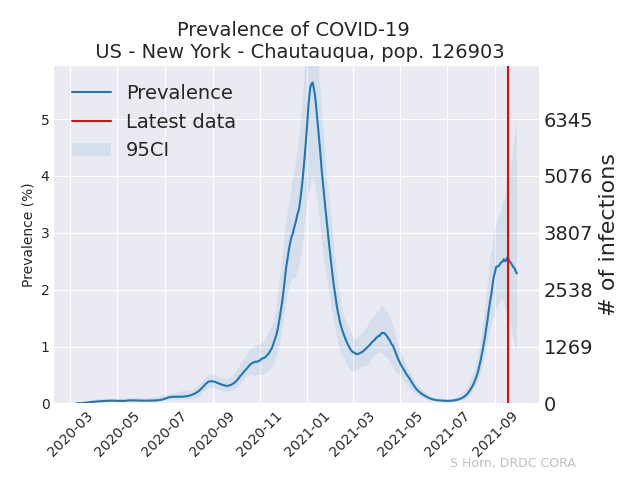 Prevalence of COVID-19
US - New York - Chautauqua, pop. 126903
Prevalence
Latest data
95CI
Prevalence (%)
5
4
3
2
1
0
6345
5076
3807
2538
1269
0
# of infections
2020-03
2020-05
2020-07
2020-09
2020-11
2021-01
2021-03
2021-05
2021-07
2021-09
S Horn, DRDC CORA